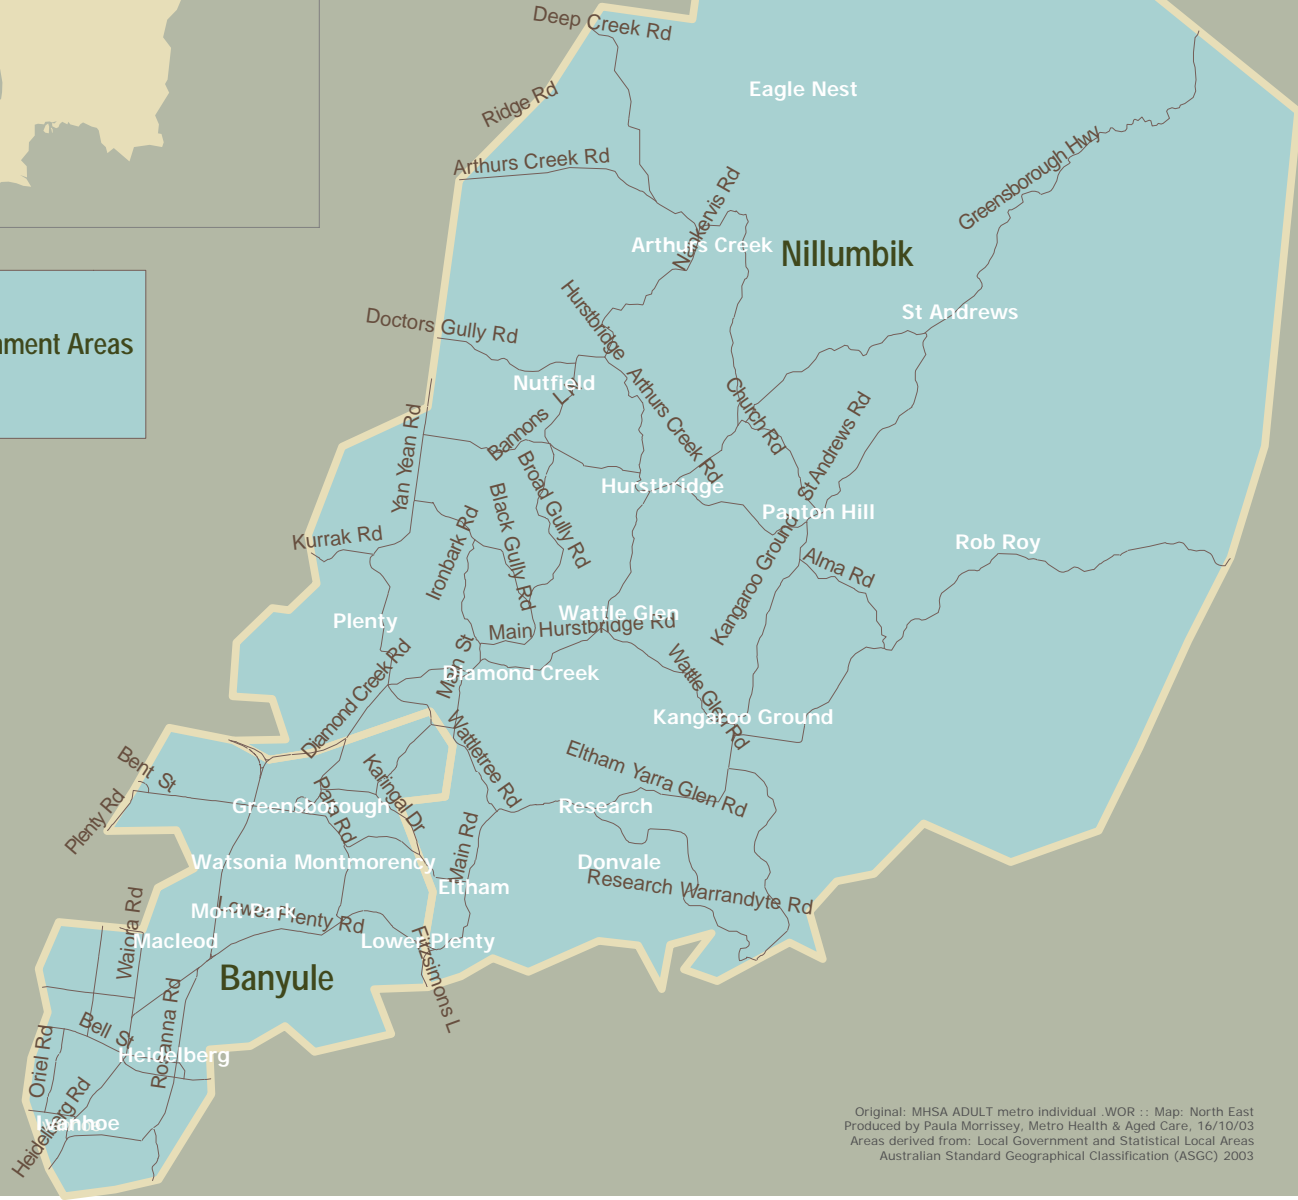 Deep Creek Rd
Eagle Nest
Ridge Rd
Greensborough Hwy
Arthurs Creek Rd
Nankervis Rd
Arthurs Creek
Nillumbik
St Andrews
Hurstbridge Arthurs Creek Rd
Doctors Gully Rd
nment Areas
Nutfield
Bannons Ln
Church Rd
Yan Yean Rd
Kangaroo Ground St Andrews Rd
Broad Gully Rd
Hurstbridge
Black Gully Rd
Panton Hill
Kurrak Rd
Ironbark Rd
Rob Roy
Alma Rd
Wattle Glen
Plenty
Main Hurstbridge Rd
Main St
Diamond Creek
Diamond Creek Rd
Wattle Glen Rd
Kangaroo Ground
Wattletree Rd
Bent St
Karingal Dr
Eltham Yarra Glen Rd
Para Rd
Greensborough
Research
Plenty Rd
Main Rd
Watsonia
Montmorency
Donvale
Eltham
Research Warrandyte Rd
Waiora Rd
Mont Park
Lower Plenty Rd
Macleod
Lower Plenty
Banyule
Fitzsimons L
Rosanna Rd
Bell St
Oriel Rd
Heidelberg
Heidelberg Rd
Ivanhoe
Original: MHSA ADULT metro individual .WOR :: Map: North East
Produced by Paula Morrissey, Metro Health & Aged Care, 16/10/03
Areas derived from: Local Government and Statistical Local Areas
Australian Standard Geographical Classification (ASGC) 2003